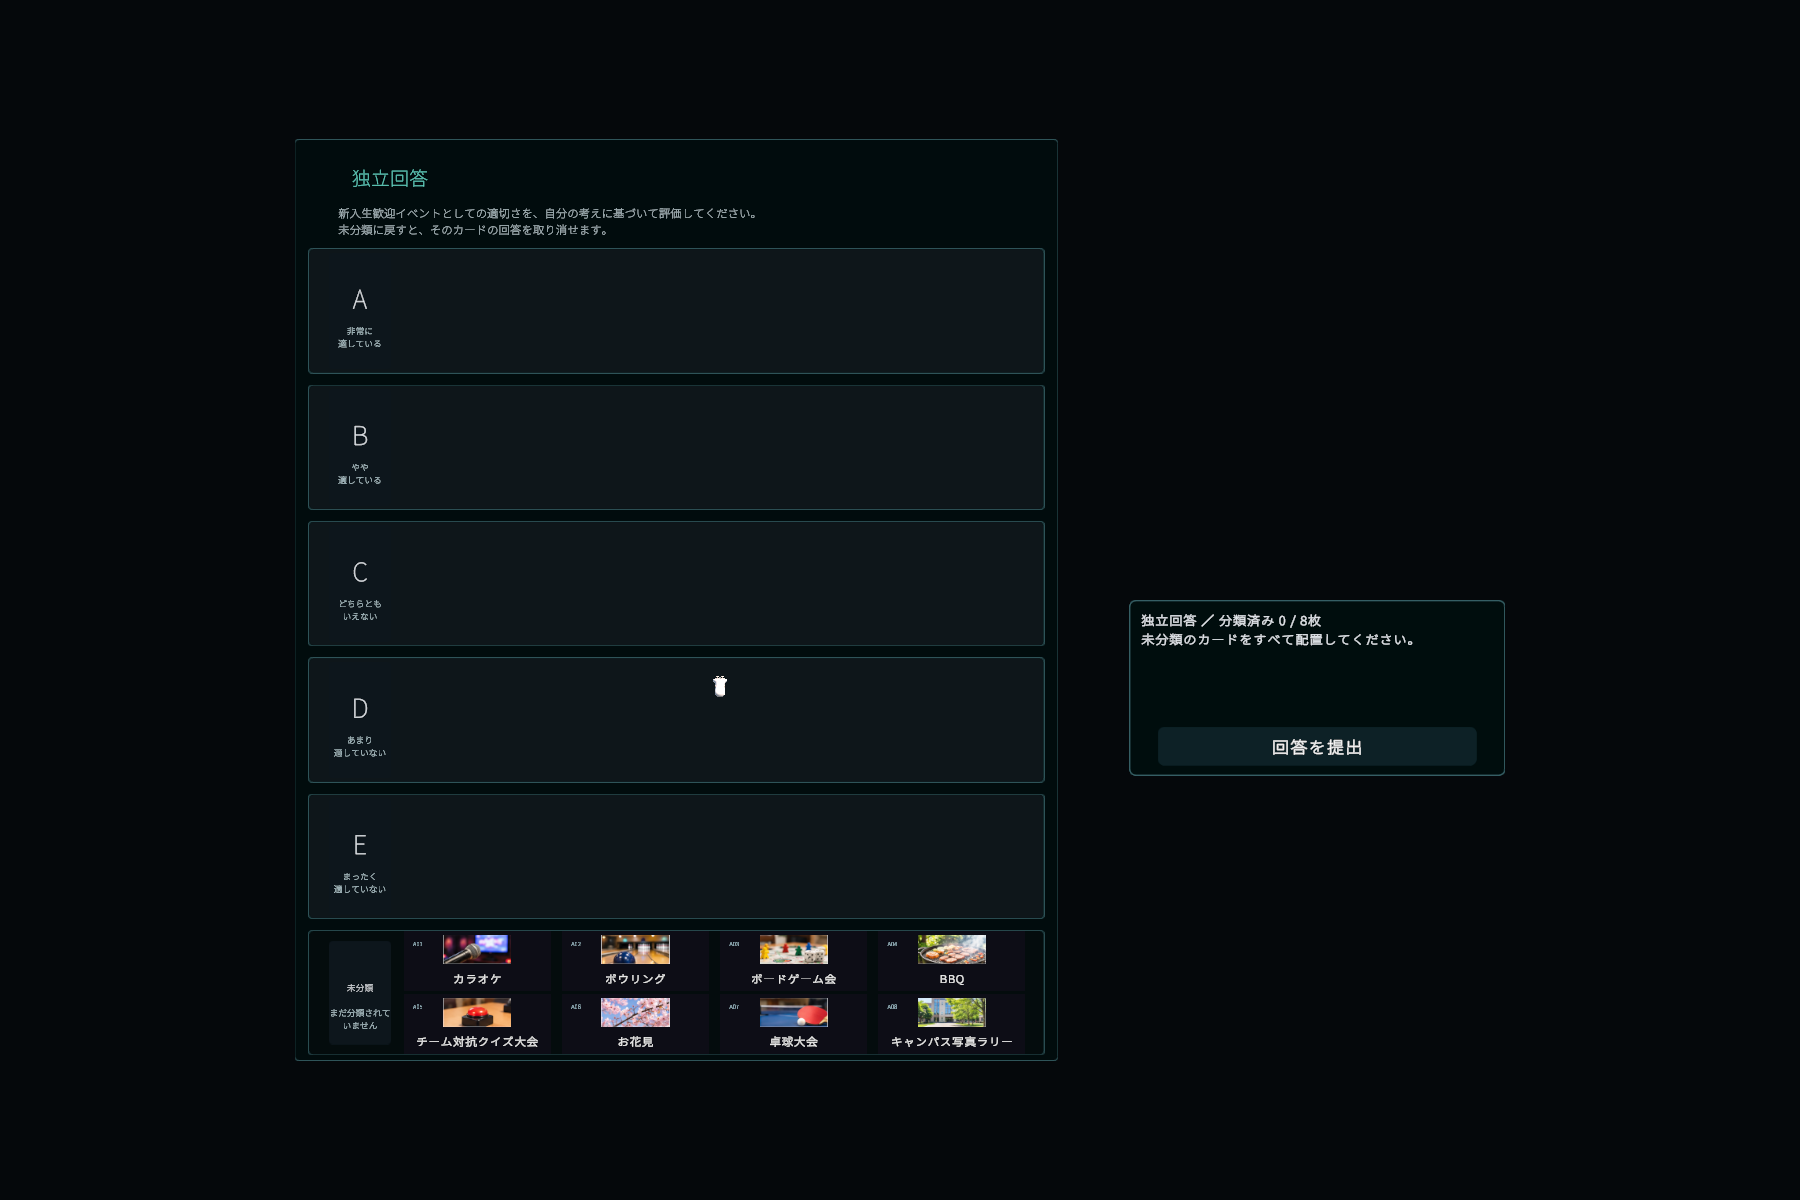 独立回答
新入生歓迎イベントとしての適切さを、自分の考えに基づいて評価してください。
未分類に戻すと、そのカードの回答を取り消せます。
A
非常に
適している
B
やや
適している
C
どちらとも
いえない
D
あまり
適していない
E
まったく
適していない
独立回答 ／ 分類済み 0 / 8枚
未分類のカードをすべて配置してください。
回答を提出
未分類
まだ分類されて
いません
カラオケ
ボウリング
ボードゲーム会
BBQ
チーム対抗クイズ大会
お花見
卓球大会
キャンパス写真ラリー